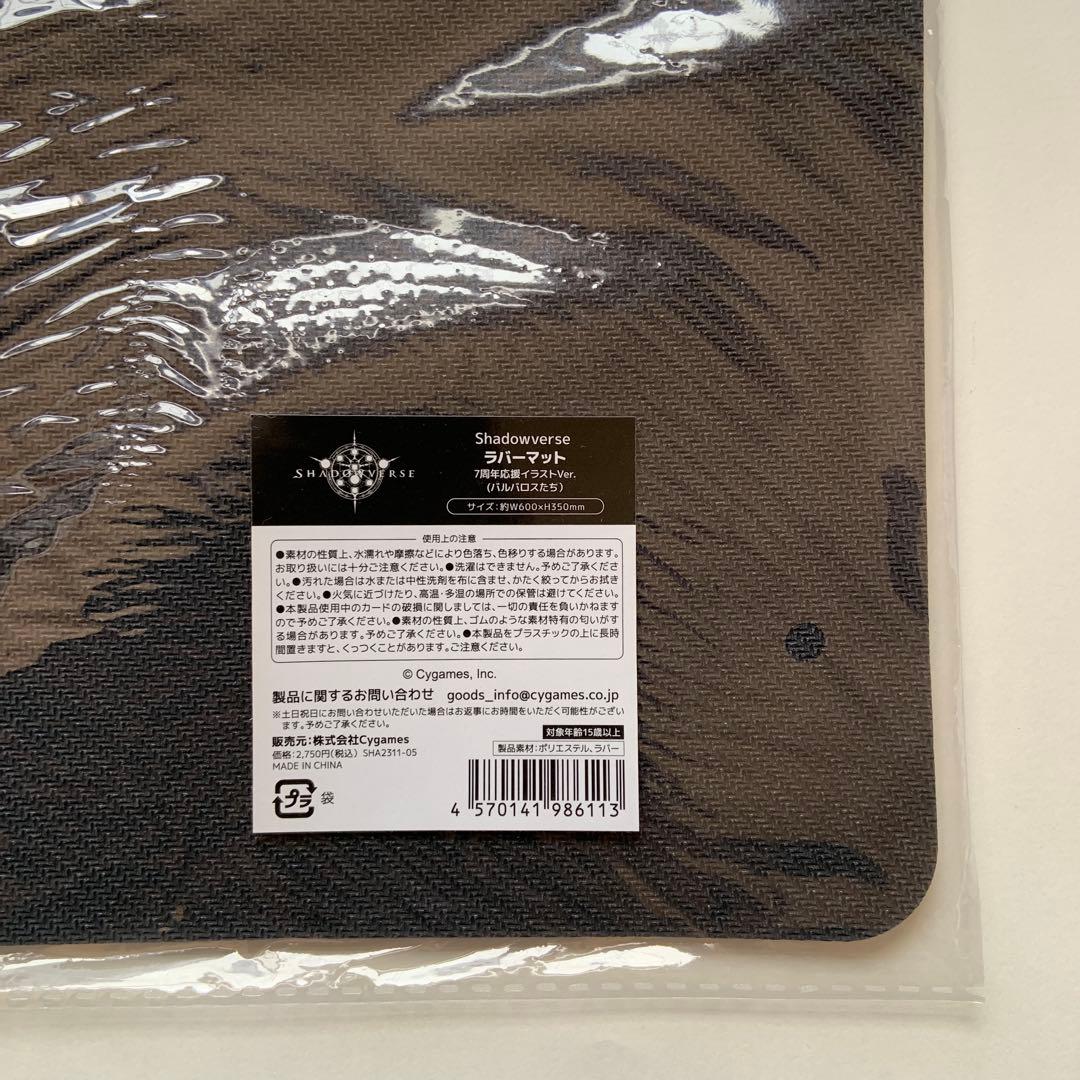 SHADOWVERSE
Shadowverse
ラバーマット
7周年応援イラストVer.
(バルバロスたち)
サイズ：約W600×H350mm
使用上の注意
●素材の性質上、水濡れや摩擦などにより色落ち、色移りする場合があります。
お取り扱いには十分ご注意ください。●洗濯はできません。予めご了承くださ
い。●汚れた場合は水または中性洗剤を布に含ませ、かたく絞ってからお拭き
ください。●火気に近づけたり、高温・多湿の場所での保管は避けてください。
●本製品使用中のカードの破損に関しましては、一切の責任を負いかねます
ので予めご了承ください。●素材の性質上、ゴムのような素材特有の匂いがす
る場合があります。予めご了承ください。●本製品をプラスチックの上に長時
間置きますと、くっつくことがあります。ご注意ください。
© Cygames, Inc.
製品に関するお問い合わせ goods_info@cygames.co.jp
※土日祝日にお問い合わせいただいた場合はお返事にお時間をいただく可能性がござい
ます。予めご了承ください。
販売元：株式会社Cygames
対象年齢15歳以上
価格：2,750円(税込) SHA2311-05
製品素材：ポリエステル、ラバー
MADE IN CHINA
プラ 袋
4 570141 986113